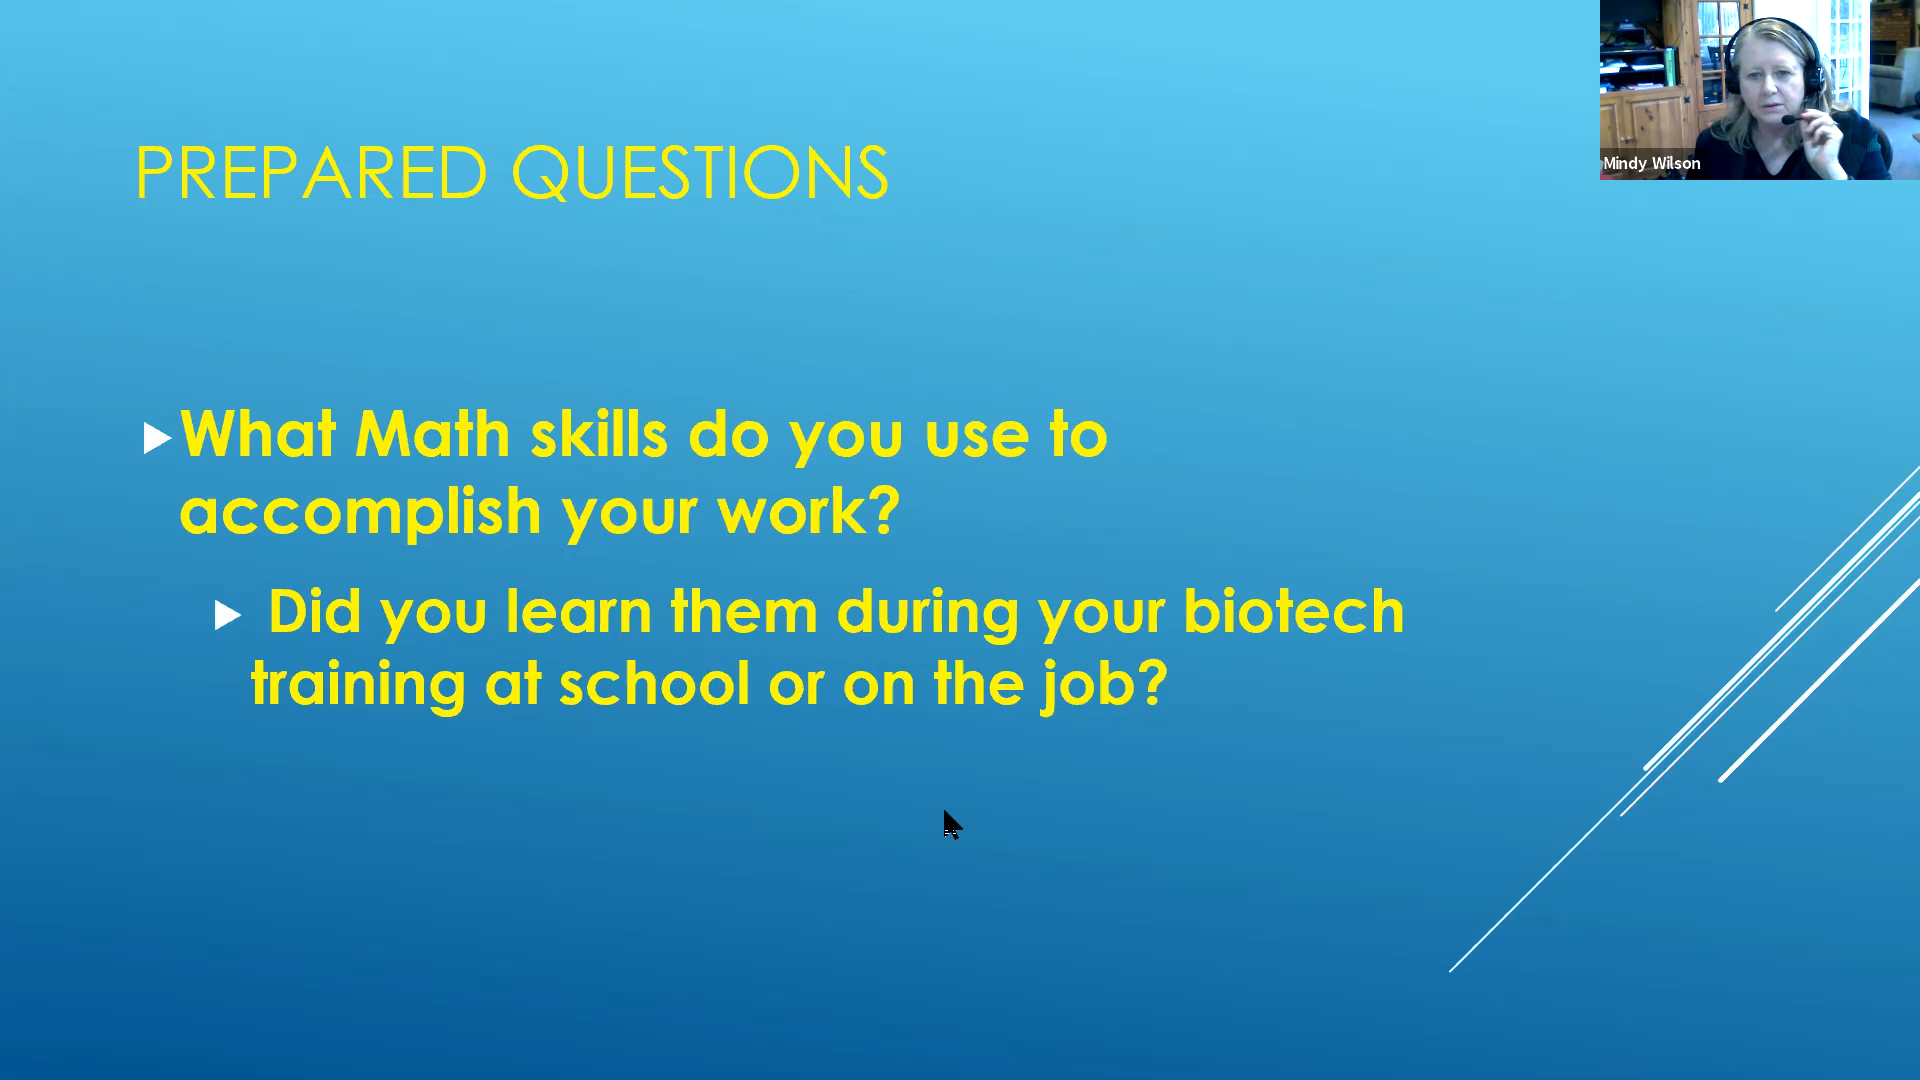 PREPARED QUESTIONS
What Math skills do you use to
accomplish your work?
Did you learn them during your biotech
training at school or on the job?
Mindy Wilson